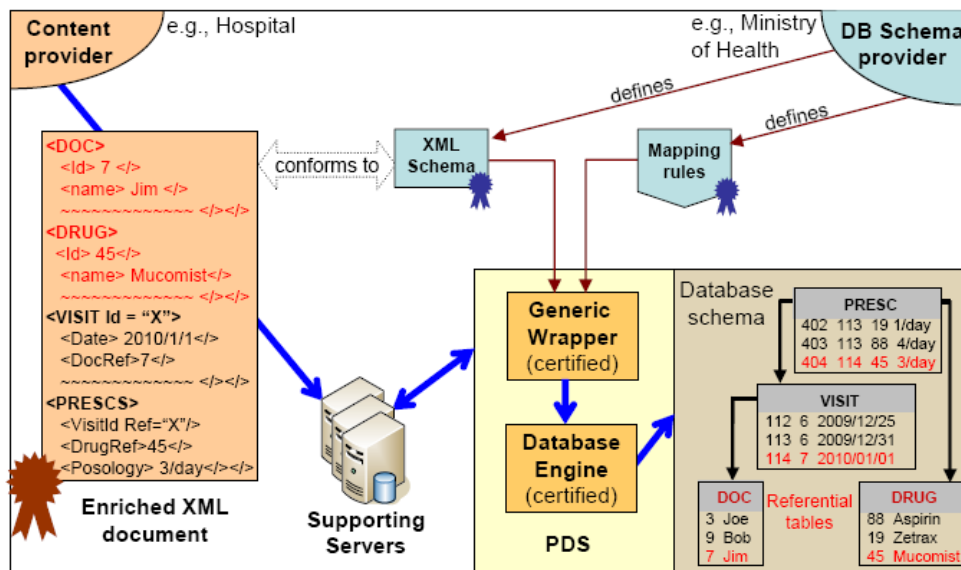 Content
provider
e.g., Hospital
e.g., Ministry
of Health
DB Schema
provider
defines
defines
<DOC>
<Id> 7 </>
<name> Jim </>
~~~~~~~~~~~~~ </></>
<DRUG>
<Id> 45</>
<name> Mucomist</>
~~~~~~~~~~~~~ </></>
<VISIT Id = “X”>
<Date> 2010/1/1</>
<DocRef>7</>
~~~~~~~~~~~~~ </></>
<PRESCS>
<VisitId Ref=“X”/>
<DrugRef>45</>
<Posology> 3/day</></>
Enriched XML
document
conforms to
XML
Schema
Mapping
rules
Supporting
Servers
Generic
Wrapper
(certified)
Database
Engine
(certified)
PDS
Database
schema
PRESC
402 113 19 1/day
403 113 88 4/day
404 114 45 3/day
VISIT
112 6 2009/12/25
113 6 2009/12/31
114 7 2010/01/01
DOC
3 Joe
9 Bob
7 Jim
Referential
tables
DRUG
88 Aspirin
19 Zetrax
45 Mucomist